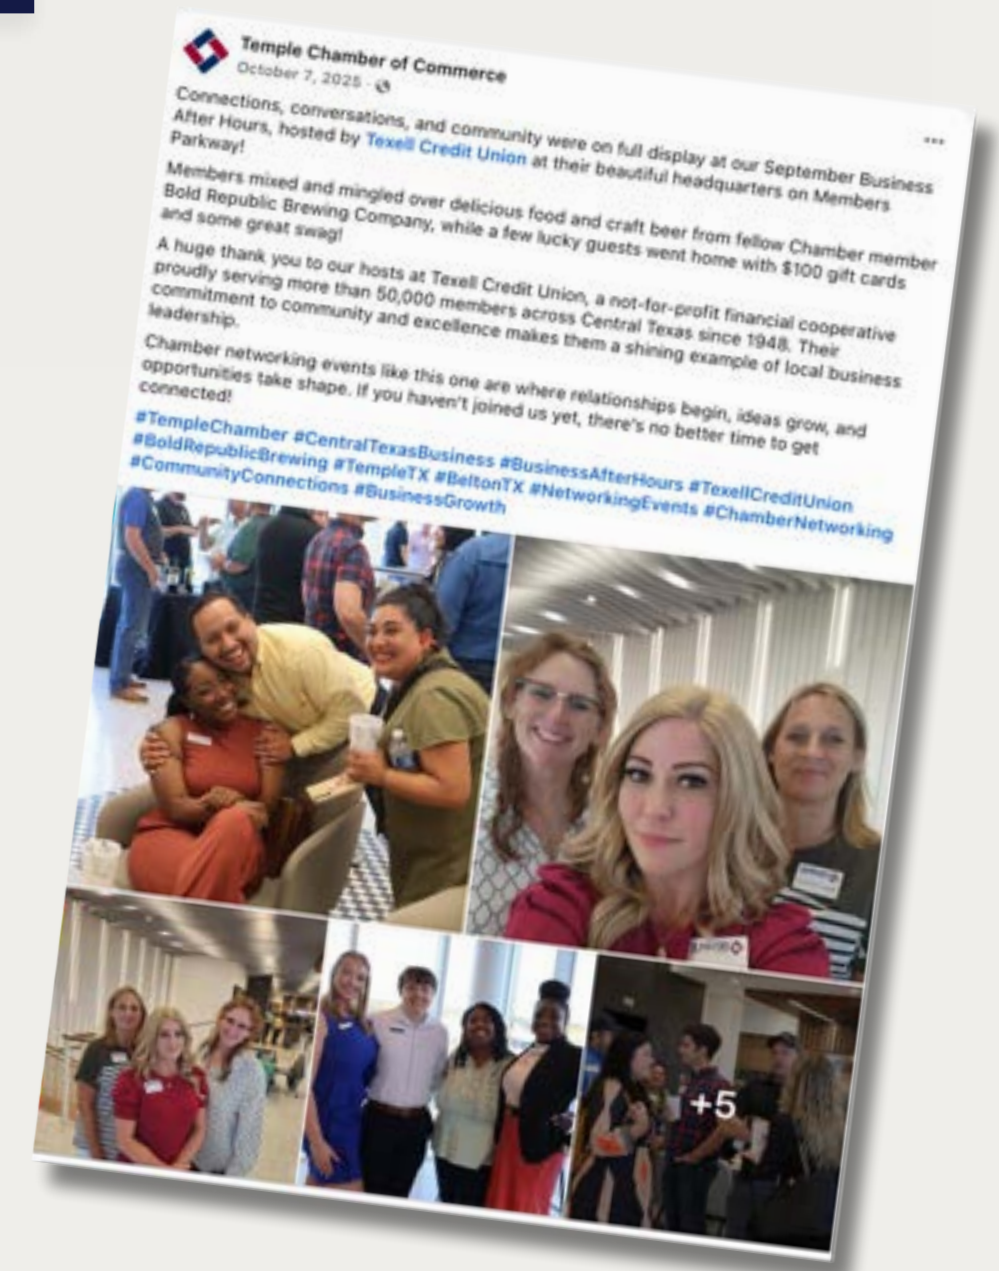 Temple Chamber of Commerce
October 7, 2025 ·
Connections, conversations, and community were on full display at our September Business
After Hours, hosted by Texell Credit Union at their beautiful headquarters on Members
Parkway!
Members mixed and mingled over delicious food and craft beer from fellow Chamber member
Bold Republic Brewing Company, while a few lucky guests went home with $100 gift cards
and some great swag!
A huge thank you to our hosts at Texell Credit Union, a not-for-profit financial cooperative
proudly serving more than 50,000 members across Central Texas since 1948. Their
commitment to community and excellence makes them a shining example of local business
leadership.
Chamber networking events like this one are where relationships begin, ideas grow, and
opportunities take shape. If you haven't joined us yet, there's no better time to get
connected!
#TempleChamber #CentralTexasBusiness #BusinessAfterHours #TexellCreditUnion
#BoldRepublicBrewing #TempleTX #BeltonTX #NetworkingEvents #ChamberNetworking
#CommunityConnections #BusinessGrowth
+5